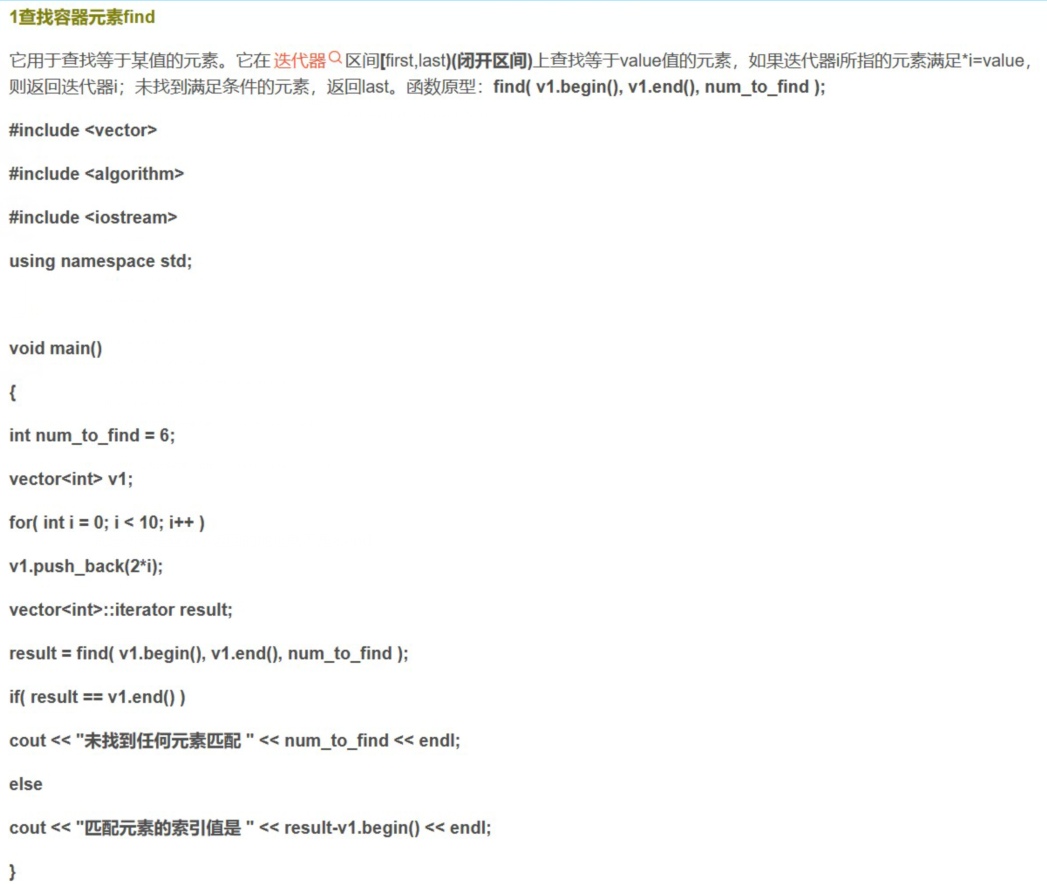 1查找容器元素find
它用于查找等于某值的元素。它在 迭代器 区间[first,last)(闭开区间)上查找等于value值的元素，如果迭代器i所指的元素满足*i=value，
则返回迭代器i；未找到满足条件的元素，返回last。函数原型：find( v1.begin(), v1.end(), num_to_find );
#include <vector>
#include <algorithm>
#include <iostream>
using namespace std;
void main()
{
int num_to_find = 6;
vector<int> v1;
for( int i = 0; i < 10; i++ )
v1.push_back(2*i);
vector<int>::iterator result;
result = find( v1.begin(), v1.end(), num_to_find );
if( result == v1.end() )
cout << "未找到任何元素匹配 " << num_to_find << endl;
else
cout << "匹配元素的索引值是 " << result-v1.begin() << endl;
}